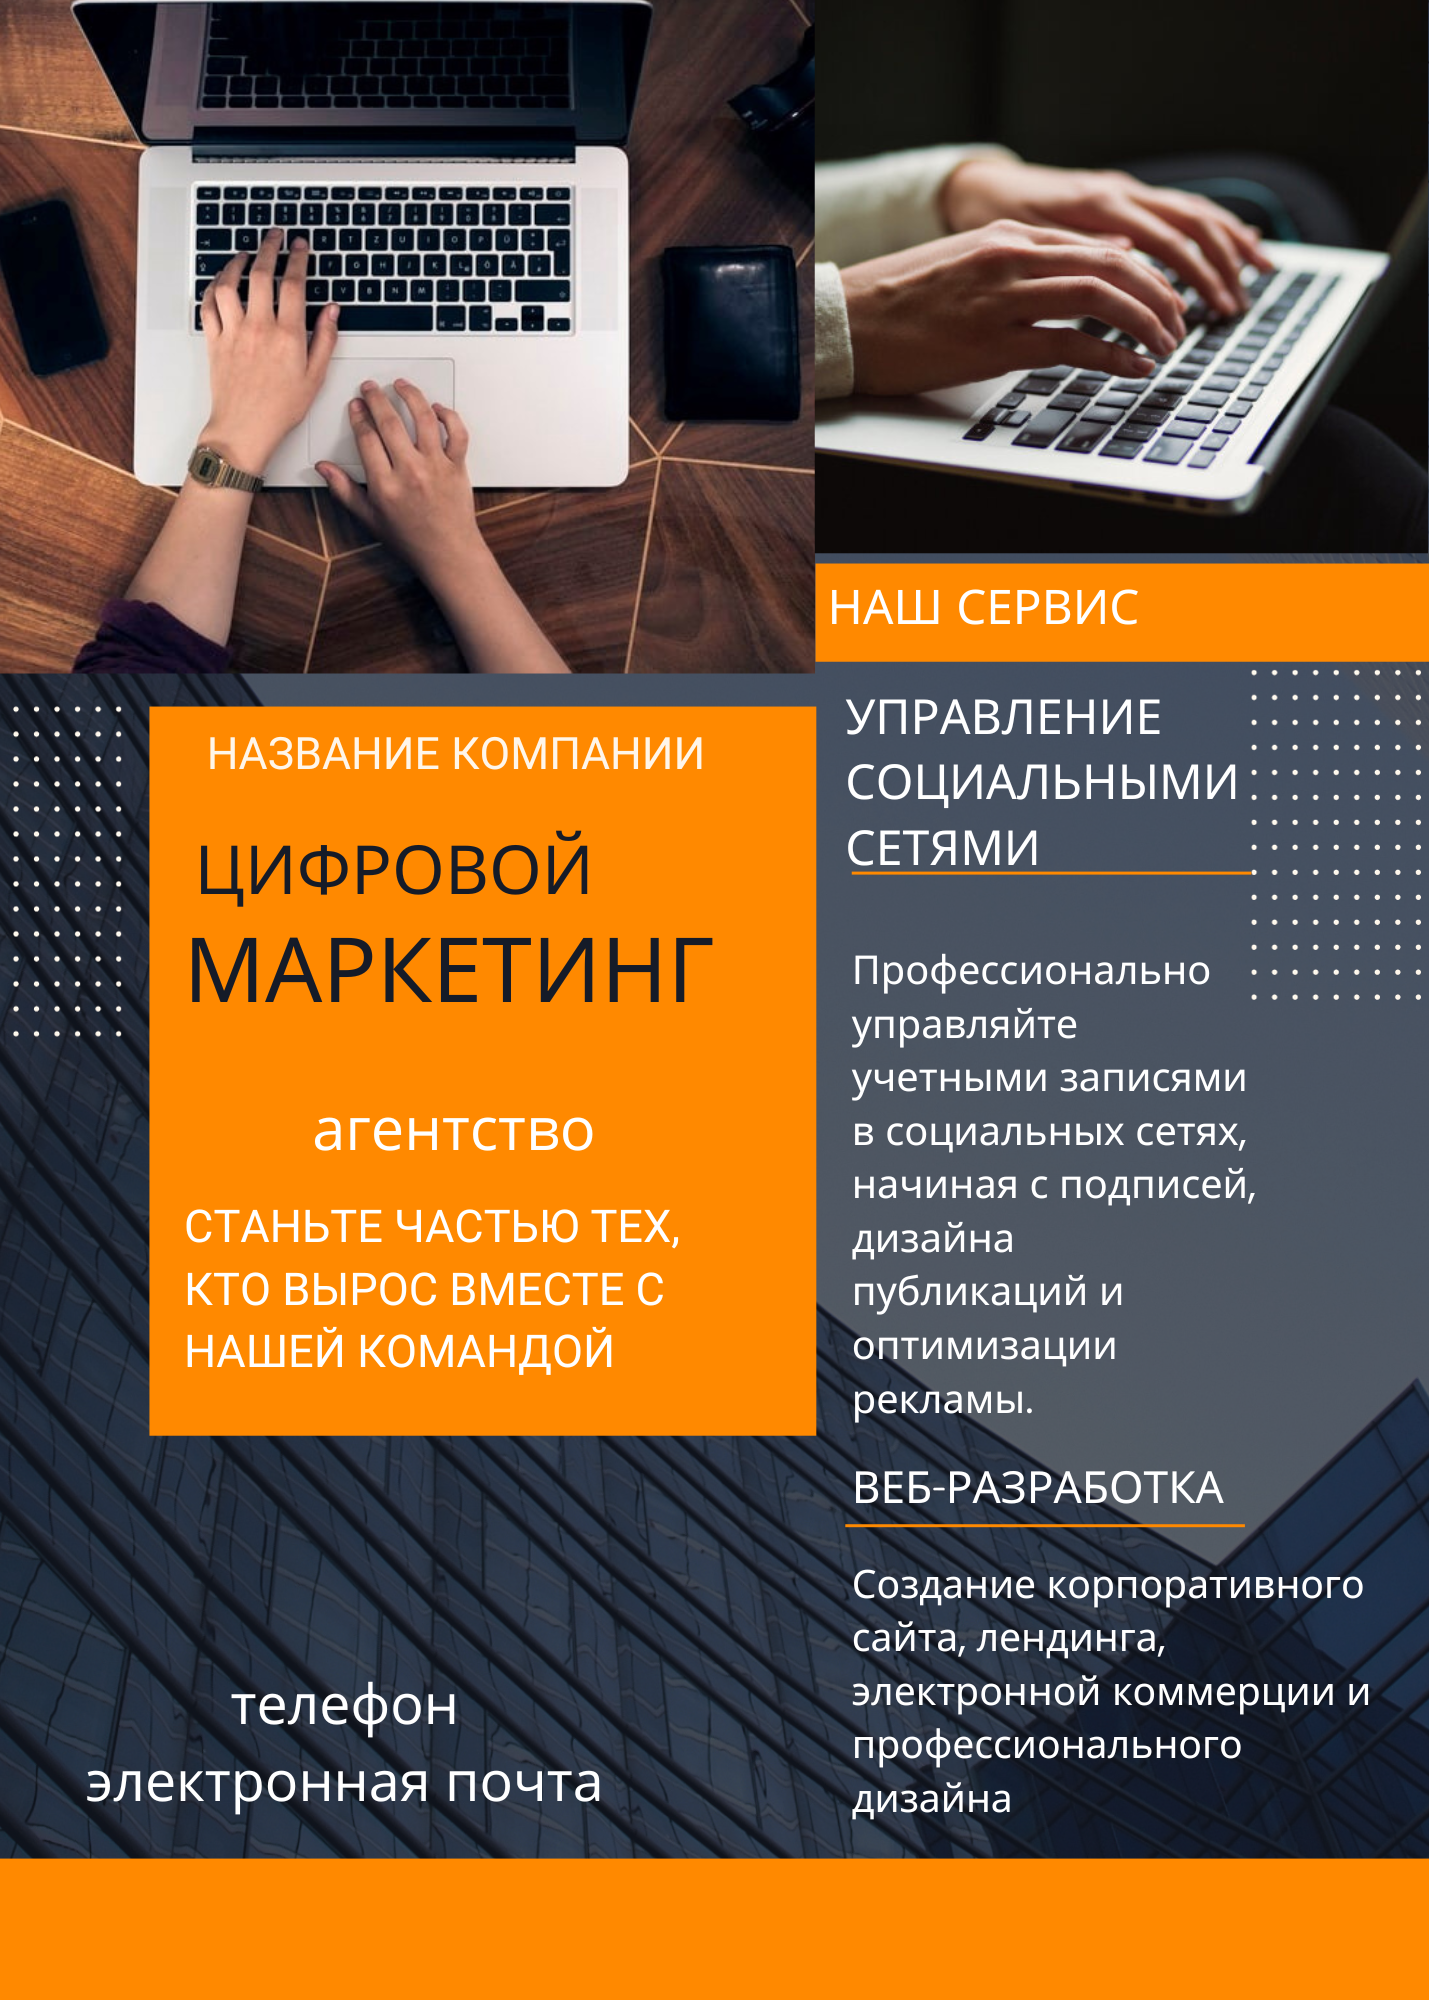 НАШ СЕРВИС
НАЗВАНИЕ КОМПАНИИ
ЦИФРОВОЙ
МАРКЕТИНГ
агентство
СТАНЬТЕ ЧАСТЬЮ ТЕХ,
КТО ВЫРОС ВМЕСТЕ С
НАШЕЙ КОМАНДОЙ
телефон
электронная почта
УПРАВЛЕНИЕ
СОЦИАЛЬНЫМИ
СЕТЯМИ
Профессионально
управляйте
учетными записями
в социальных сетях,
начиная с подписей,
дизайна
публикаций и
оптимизации
рекламы.
ВЕБ-РАЗРАБОТКА
Создание корпоративного
сайта, лендинга,
электронной коммерции и
профессионального
дизайна